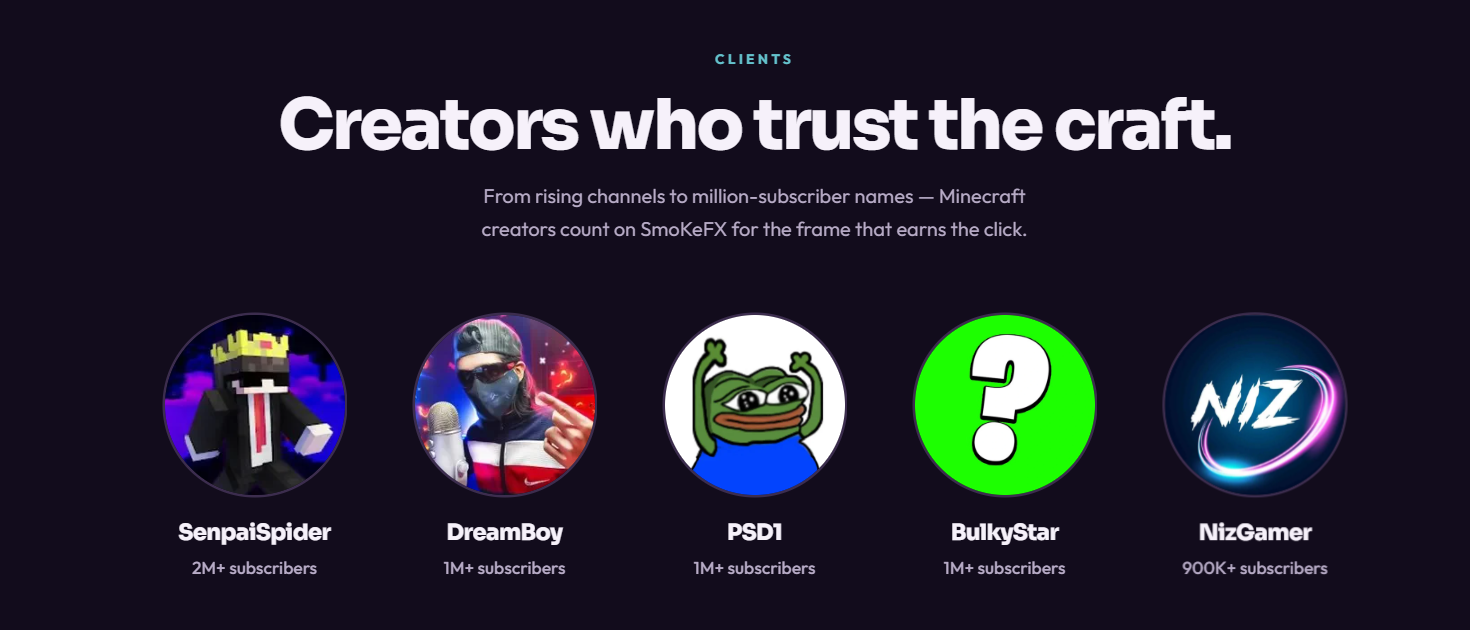 CLIENTS
Creators who trust the craft.
From rising channels to million-subscriber names — Minecraft
creators count on SmoKeFX for the frame that earns the click.
?
NIZ
SenpaiSpider
DreamBoy
PSD1
BulkyStar
NizGamer
2M+ subscribers
1M+ subscribers
1M+ subscribers
1M+ subscribers
900K+ subscribers